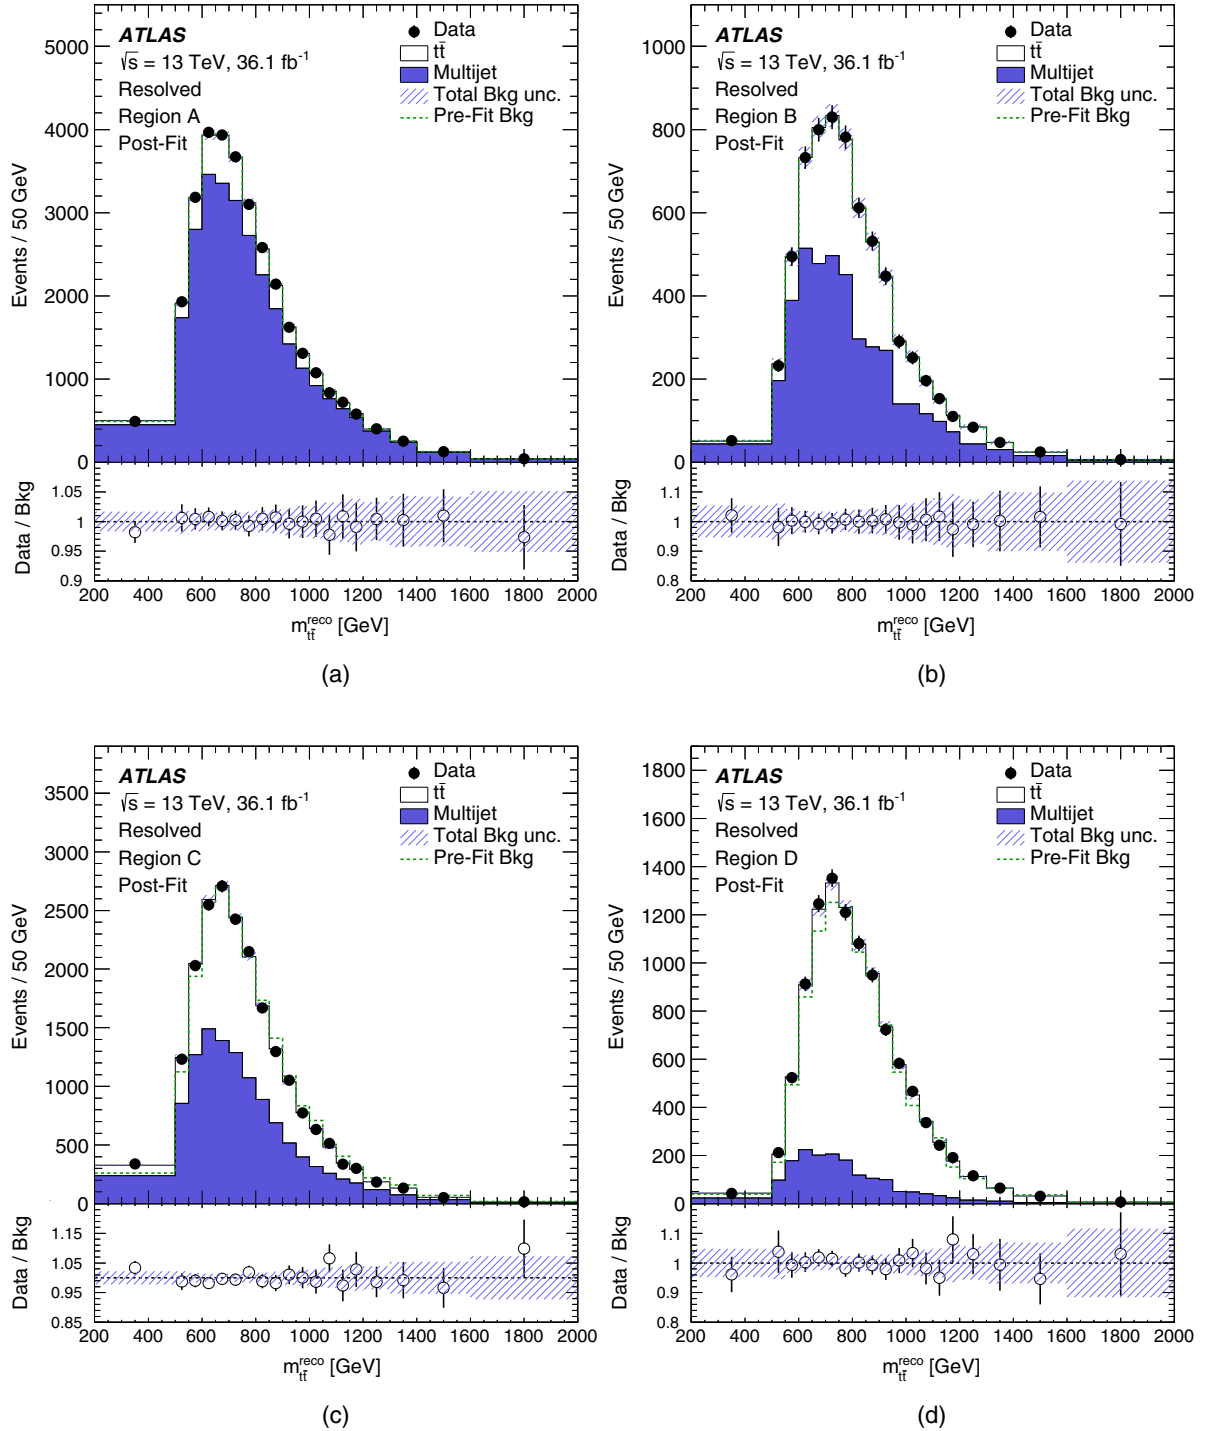 ATLAS
√s = 13 TeV, 36.1 fb⁻¹
Resolved
Region A
Post-Fit
Data
tt̄
Multijet
Total Bkg unc.
Pre-Fit Bkg
Events / 50 GeV
5000
4000
3000
2000
1000
0
Data / Bkg
1.05
1
0.95
0.9
200 400 600 800 1000 1200 1400 1600 1800 2000
m_tt̄^reco [GeV]
(a)
ATLAS
√s = 13 TeV, 36.1 fb⁻¹
Resolved
Region B
Post-Fit
Data
tt̄
Multijet
Total Bkg unc.
Pre-Fit Bkg
Events / 50 GeV
1000
800
600
400
200
0
Data / Bkg
1.1
1
0.9
0.8
200 400 600 800 1000 1200 1400 1600 1800 2000
m_tt̄^reco [GeV]
(b)
ATLAS
√s = 13 TeV, 36.1 fb⁻¹
Resolved
Region C
Post-Fit
Data
tt̄
Multijet
Total Bkg unc.
Pre-Fit Bkg
Events / 50 GeV
3500
3000
2500
2000
1500
1000
500
0
Data / Bkg
1.15
1.05
0.95
0.85
200 400 600 800 1000 1200 1400 1600 1800 2000
m_tt̄^reco [GeV]
(c)
ATLAS
√s = 13 TeV, 36.1 fb⁻¹
Resolved
Region D
Post-Fit
Data
tt̄
Multijet
Total Bkg unc.
Pre-Fit Bkg
Events / 50 GeV
1800
1600
1400
1200
1000
800
600
400
200
0
Data / Bkg
1.1
1
0.9
0.8
200 400 600 800 1000 1200 1400 1600 1800 2000
m_tt̄^reco [GeV]
(d)